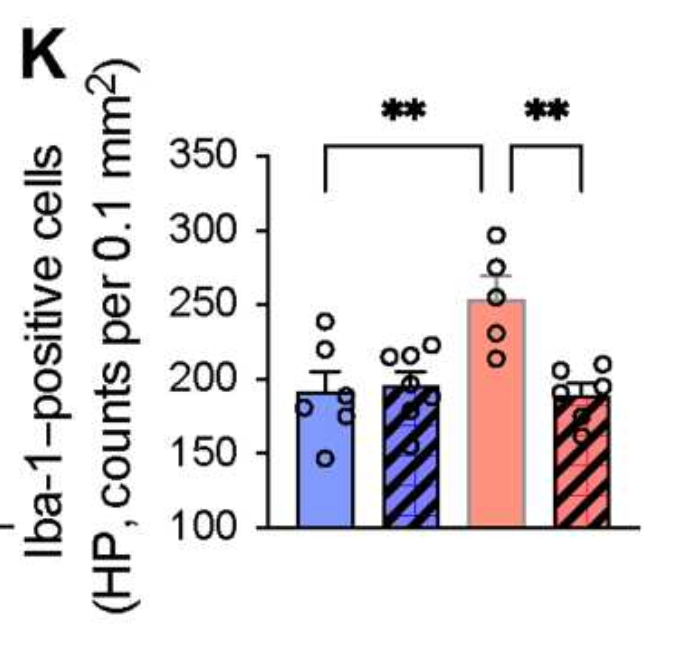 K
Iba-1–positive cells
(HP, counts per 0.1 mm²)
** **
350
300
250
200
150
100